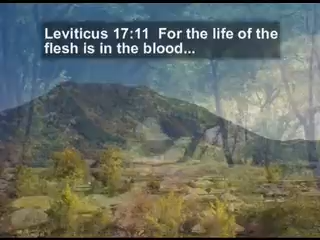 Leviticus 17:11  For the life of the
flesh is in the blood...